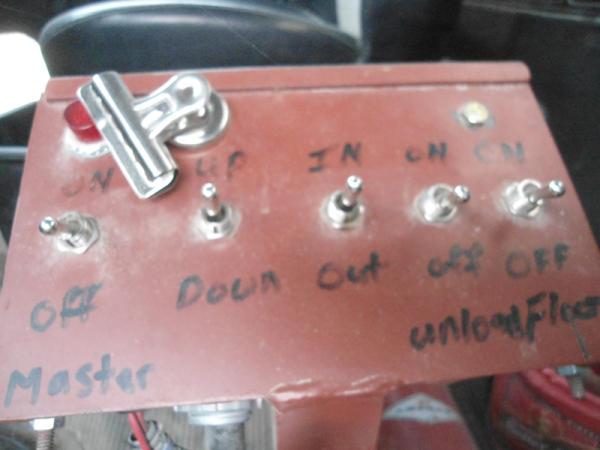 ON UP IN ON ON
Off Down Out off OFF
unload Float
Master